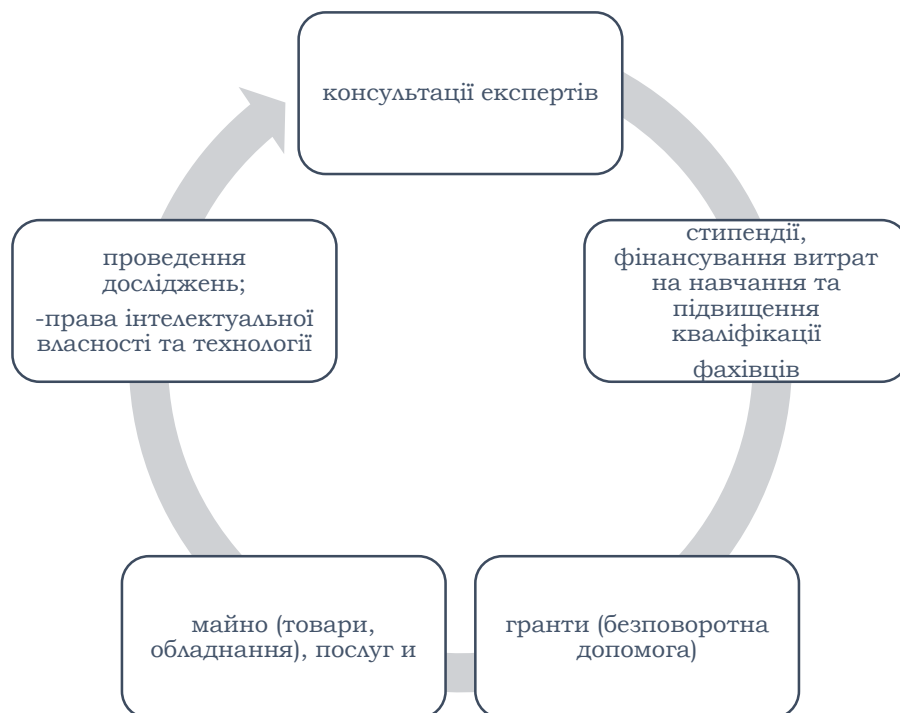 консультації експертів
стипендії,
фінансування витрат
на навчання та
підвищення
кваліфікації
фахівців
гранти (безповоротна
допомога)
майно (товари,
обладнання), послуг и
проведення
досліджень;
-права інтелектуальної
власності та технології